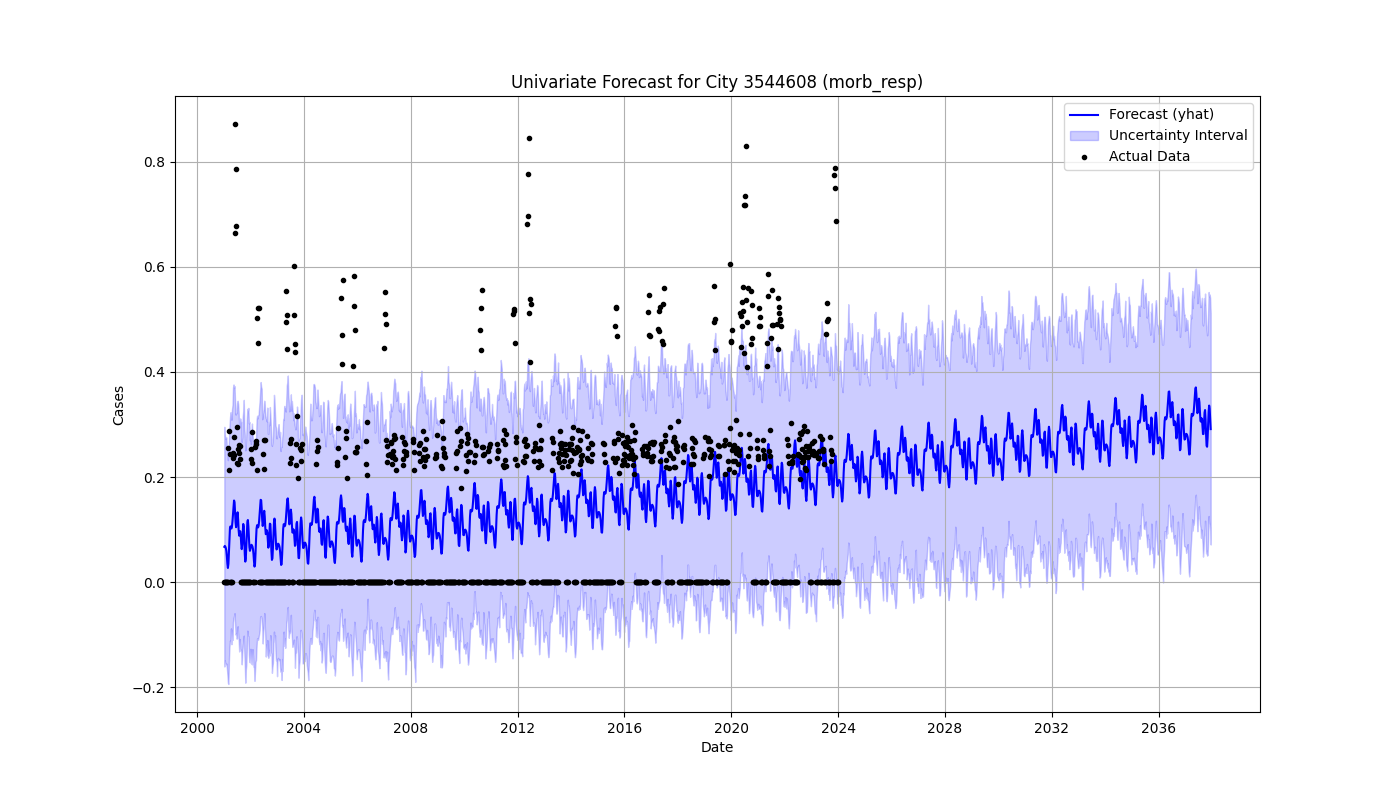 Univariate Forecast for City 3544608 (morb_resp)
Forecast (yhat)
Uncertainty Interval
Actual Data
Cases
0.8
0.6
0.4
0.2
0.0
−0.2
2000 2004 2008 2012 2016 2020 2024 2028 2032 2036
Date